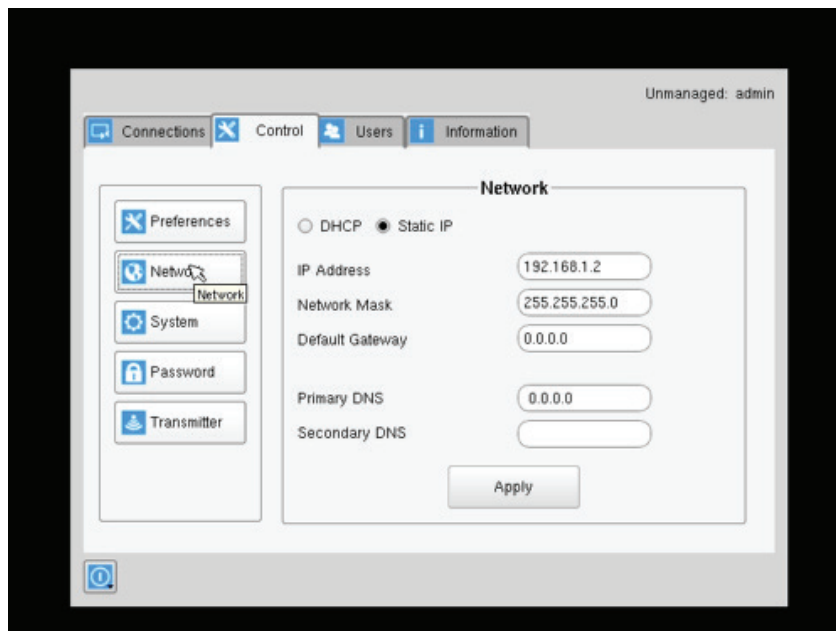 Unmanaged: admin
Connections Control Users Information
Network
Preferences
DHCP Static IP
Network
IP Address 192.168.1.2
Network
Network Mask 255.255.255.0
System
Default Gateway 0.0.0.0
Password
Primary DNS 0.0.0.0
Transmitter
Secondary DNS
Apply